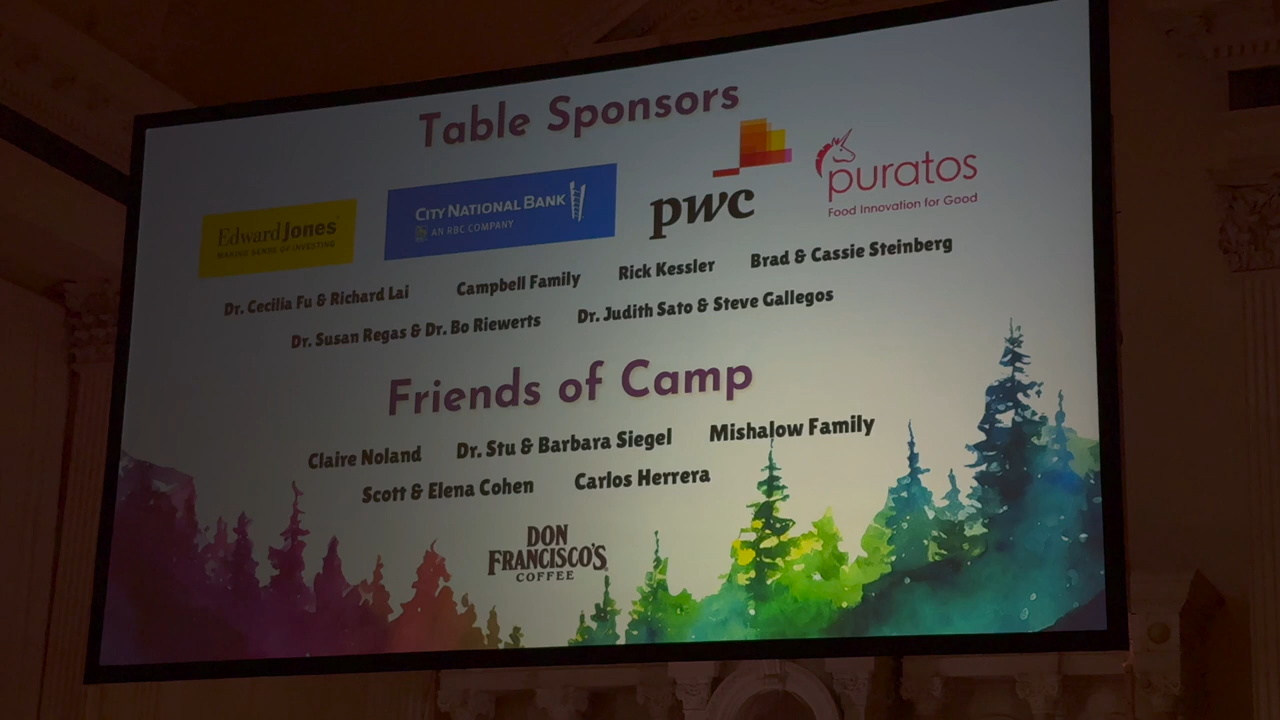 Table Sponsors
Edward Jones
MAKING SENSE OF INVESTING
CITY NATIONAL BANK
AN RBC COMPANY
pwc
puratos
Food Innovation for Good
Dr. Cecilia Fu & Richard Lai
Campbell Family
Rick Kessler
Brad & Cassie Steinberg
Dr. Susan Regas & Dr. Bo Riewerts
Dr. Judith Sato & Steve Gallegos
Friends of Camp
Claire Noland
Dr. Stu & Barbara Siegel
Mishalow Family
Scott & Elena Cohen
Carlos Herrera
DON
FRANCISCO'S
COFFEE